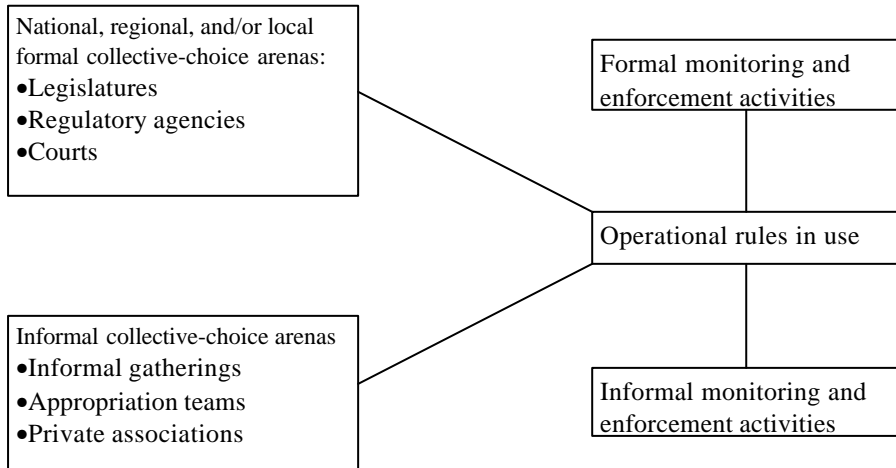 National, regional, and/or local
formal collective-choice arenas:
•Legislatures
•Regulatory agencies
•Courts
Formal monitoring and
enforcement activities
Operational rules in use
Informal collective-choice arenas
•Informal gatherings
•Appropriation teams
•Private associations
Informal monitoring and
enforcement activities